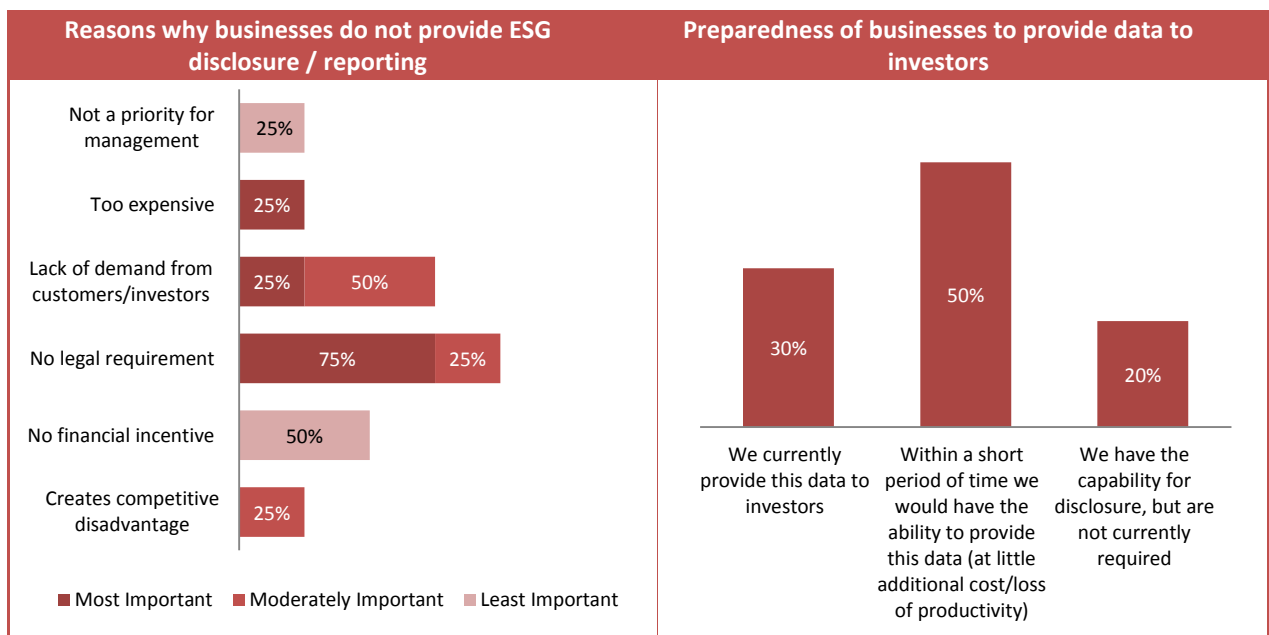 Reasons why businesses do not provide ESG
disclosure / reporting
Not a priority for
management
25%
Too expensive
25%
Lack of demand from
customers/investors
25%
50%
No legal requirement
75%
25%
No financial incentive
50%
Creates competitive
disadvantage
25%
Most Important
Moderately Important
Least Important
Preparedness of businesses to provide data to
investors
30%
50%
20%
We currently
provide this data to
investors
Within a short
period of time we
would have the
ability to provide
this data (at little
additional cost/loss
of productivity)
We have the
capability for
disclosure, but are
not currently
required